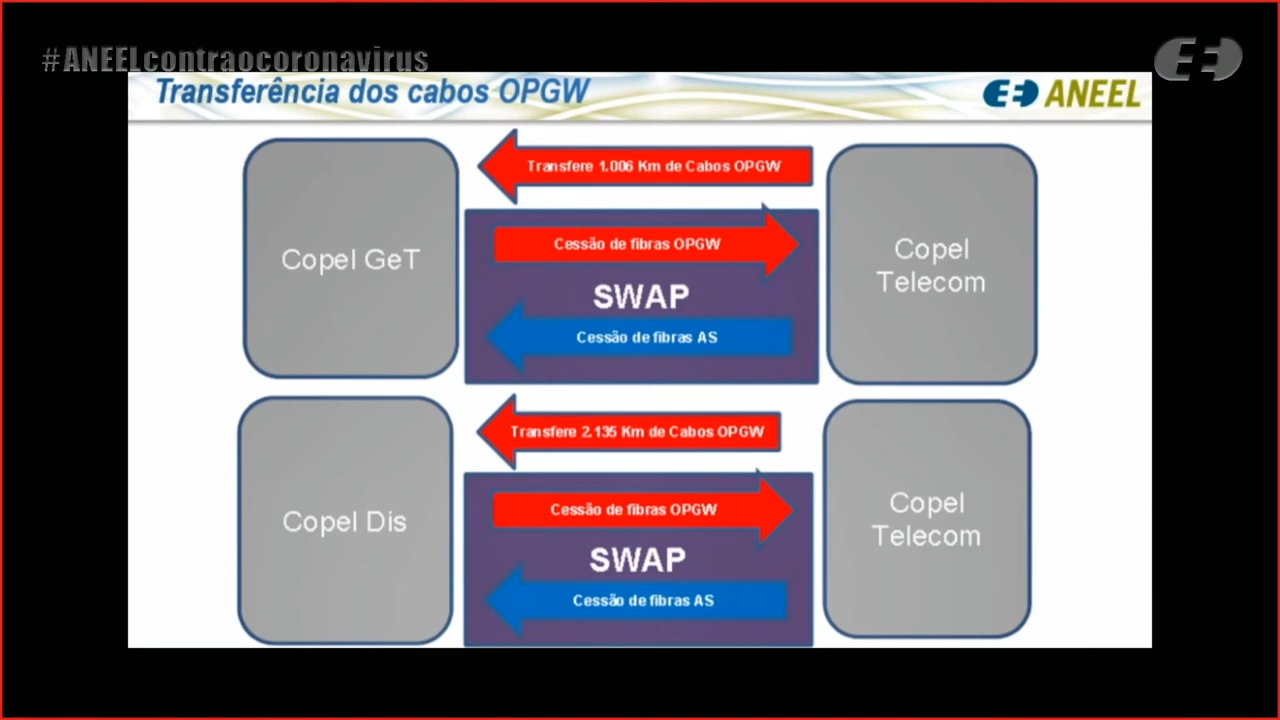 #ANEELcontraocoronavirus
Transferência dos cabos OPGW
ANEEL
Transfere 1.006 Km de Cabos OPGW
Copel GeT
Cessão de fibras OPGW
SWAP
Cessão de fibras AS
Copel
Telecom
Transfere 2.135 Km de Cabos OPGW
Copel Dis
Cessão de fibras OPGW
SWAP
Cessão de fibras AS
Copel
Telecom